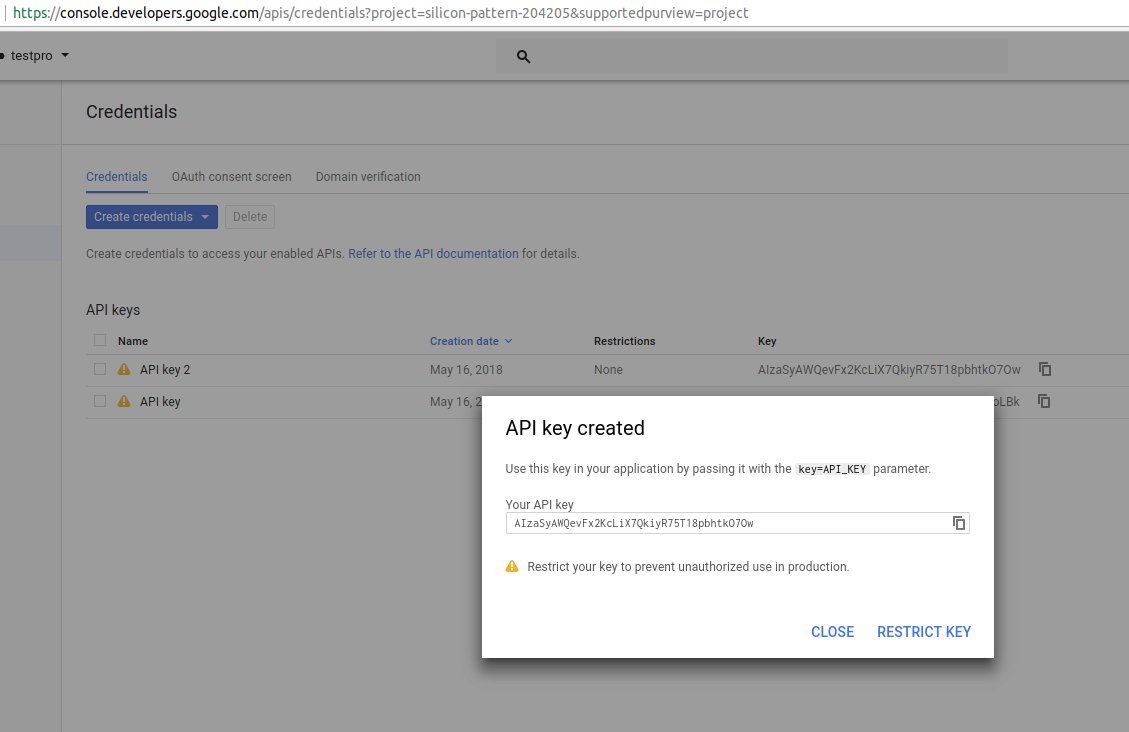 https://console.developers.google.com/apis/credentials?project=silicon-pattern-204205&supportedpurview=project
testpro
Credentials
Credentials OAuth consent screen Domain verification
Create credentials Delete
Create credentials to access your enabled APIs. Refer to the API documentation for details.
API keys
Name Creation date Restrictions Key
API key 2 May 16, 2018 None AIzaSyAWQevFx2KcLiX7QkiyR75T18pbhtkO7Ow
API key May 16, 2
API key created
Use this key in your application by passing it with the key=API_KEY parameter.
Your API key
AIzaSyAWQevFx2KcLiX7QkiyR75T18pbhtkO7Ow
Restrict your key to prevent unauthorized use in production.
CLOSE RESTRICT KEY